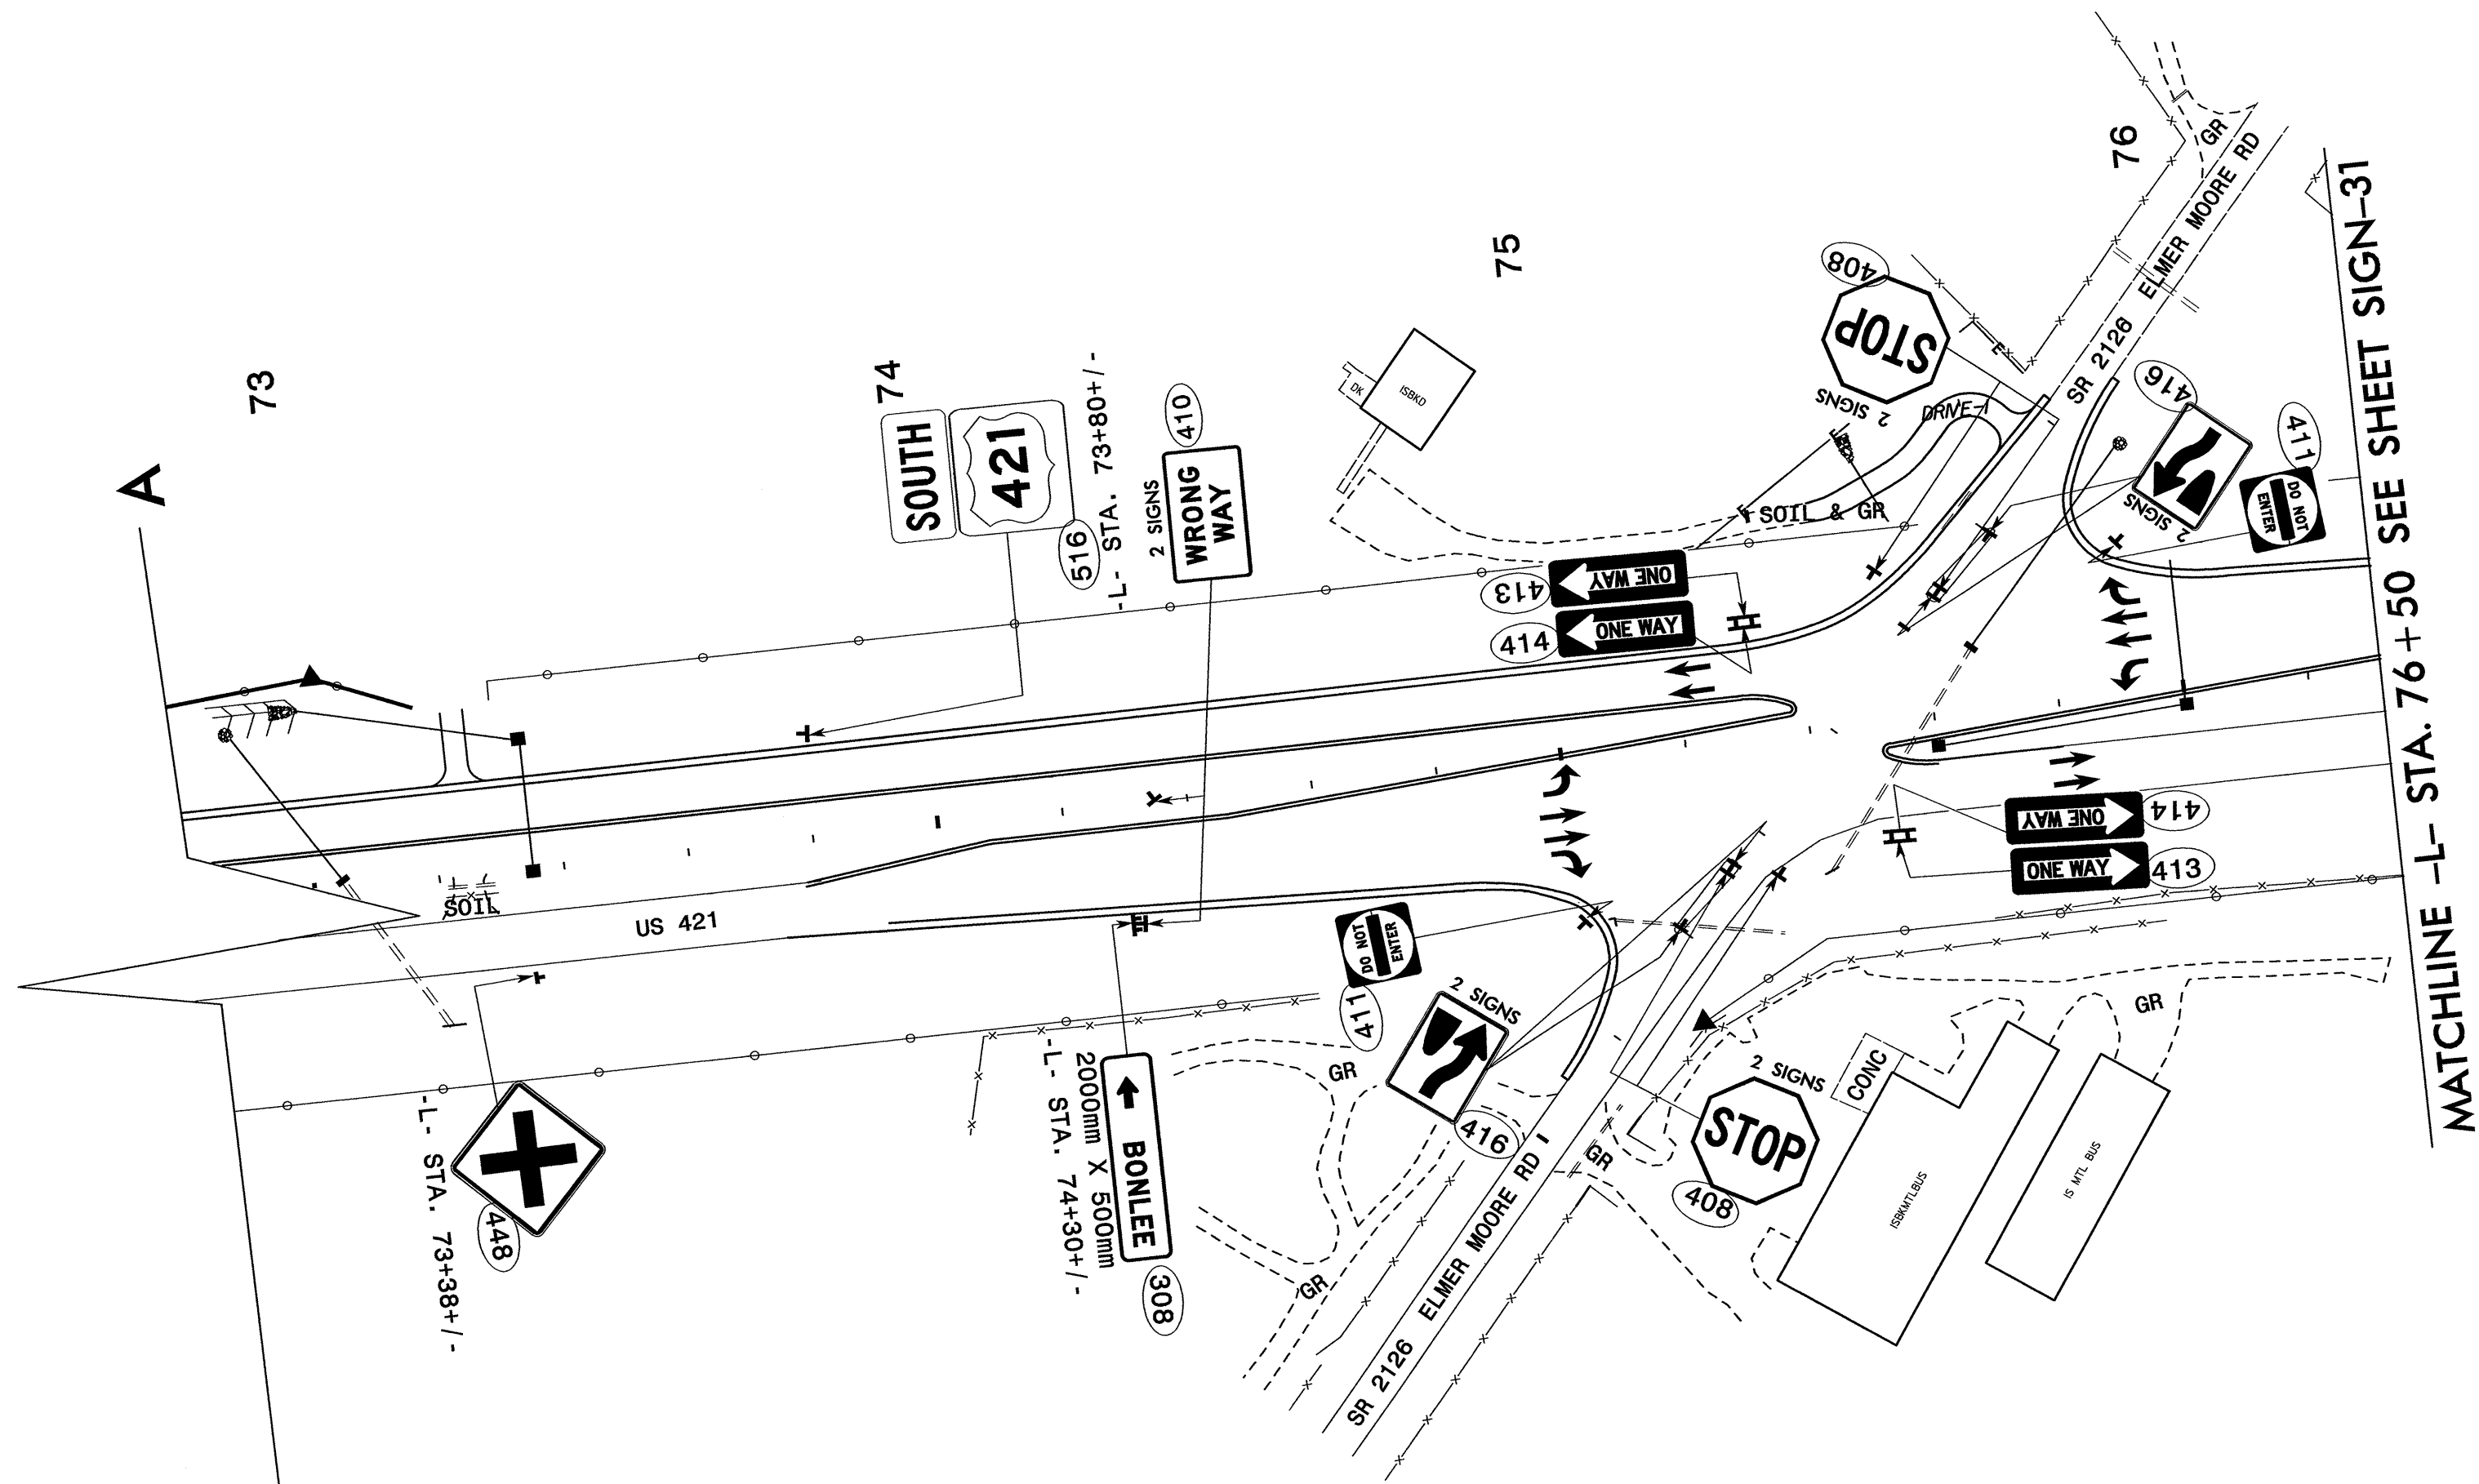 A
73
74
75
76
SOUTH
421
516
-L- STA. 73+80+/-
410
2 SIGNS
WRONG
WAY
DK
ISBKD
408
STOP
2 SIGNS
DRIVE
SOIL & GR
E
GR
SR 2126 ELMER MOORE RD
416
2 SIGNS
411
DO NOT
ENTER
413
ONE WAY
414
ONE WAY
SOIL
US 421
ONE WAY
414
ONE WAY
413
DO NOT
ENTER
411
2 SIGNS
416
448
-L- STA. 73+38+/-
BONLEE
2000mm X 500mm
-L- STA. 74+30+/-
308
GR
GR
GR
SR 2126 ELMER MOORE RD
2 SIGNS
STOP
408
CONC
GR
ISBKMTLBUS
IS MTL BUS
MATCHLINE -L- STA. 76+50 SEE SHEET SIGN-31